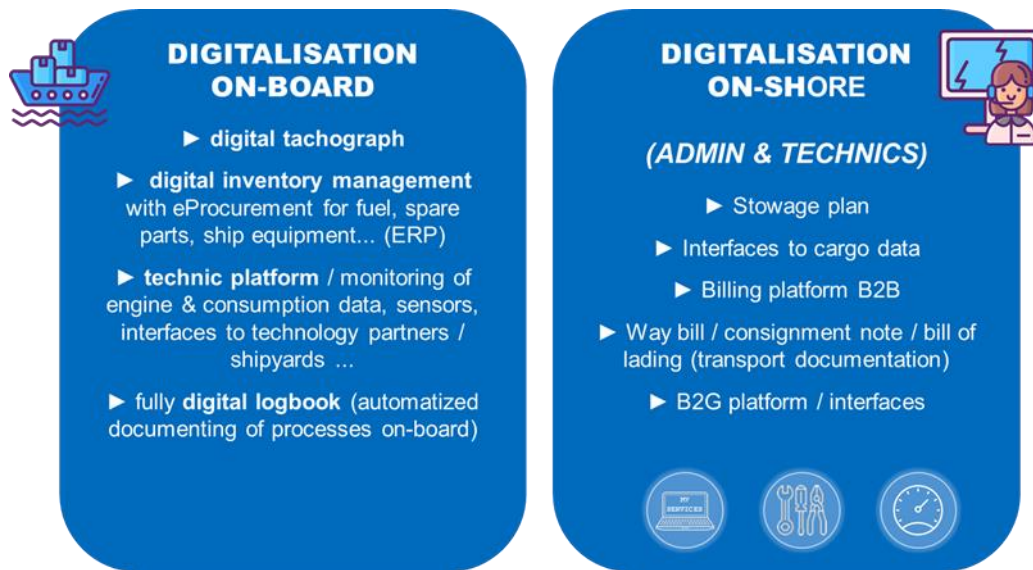 DIGITALISATION
ON-BOARD
► digital tachograph
► digital inventory management
with eProcurement for fuel, spare
parts, ship equipment... (ERP)
► technic platform / monitoring of
engine & consumption data, sensors,
interfaces to technology partners /
shipyards ...
► fully digital logbook (automatized
documenting of processes on-board)
DIGITALISATION
ON-SHORE
(ADMIN & TECHNICS)
► Stowage plan
► Interfaces to cargo data
► Billing platform B2B
► Way bill / consignment note / bill of
lading (transport documentation)
► B2G platform / interfaces
MY
SERVICES